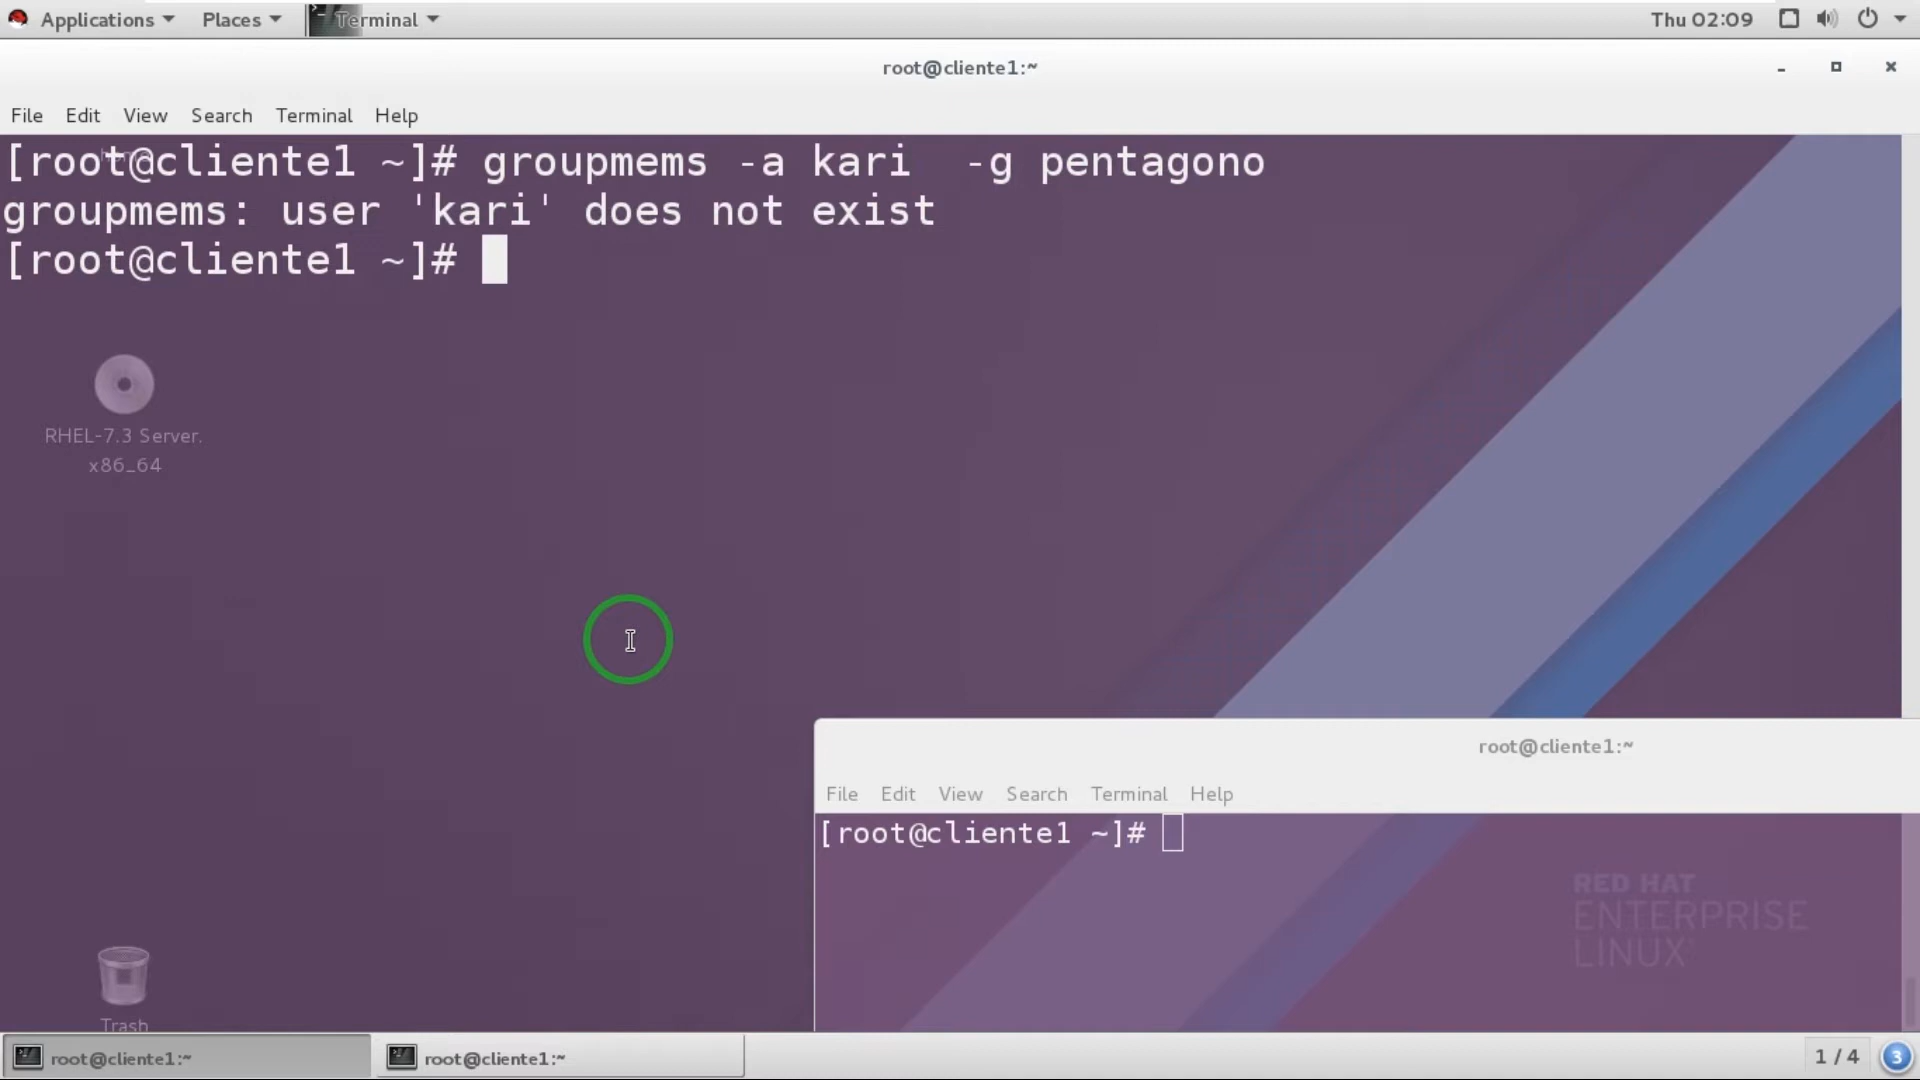 Applications
Places
Terminal
Thu 02:09
root@cliente1:~
File Edit View Search Terminal Help
[root@cliente1 ~]# groupmems -a kari  -g pentagono
groupmems: user 'kari' does not exist
[root@cliente1 ~]#
RHEL-7.3 Server.
x86_64
root@cliente1:~
File Edit View Search Terminal Help
[root@cliente1 ~]#
RED HAT
ENTERPRISE
LINUX
Trash
root@cliente1:~
root@cliente1:~
1 / 4
3